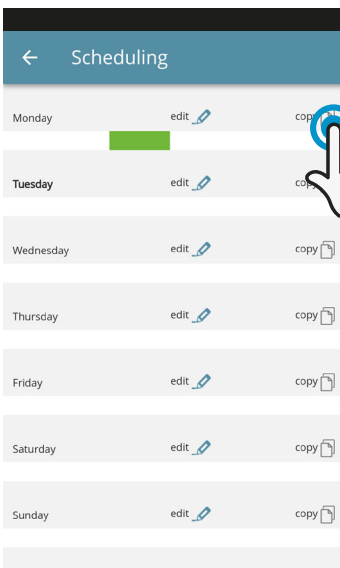 Scheduling
Monday edit copy
Tuesday edit
Wednesday edit copy
Thursday edit copy
Friday edit copy
Saturday edit copy
Sunday edit copy